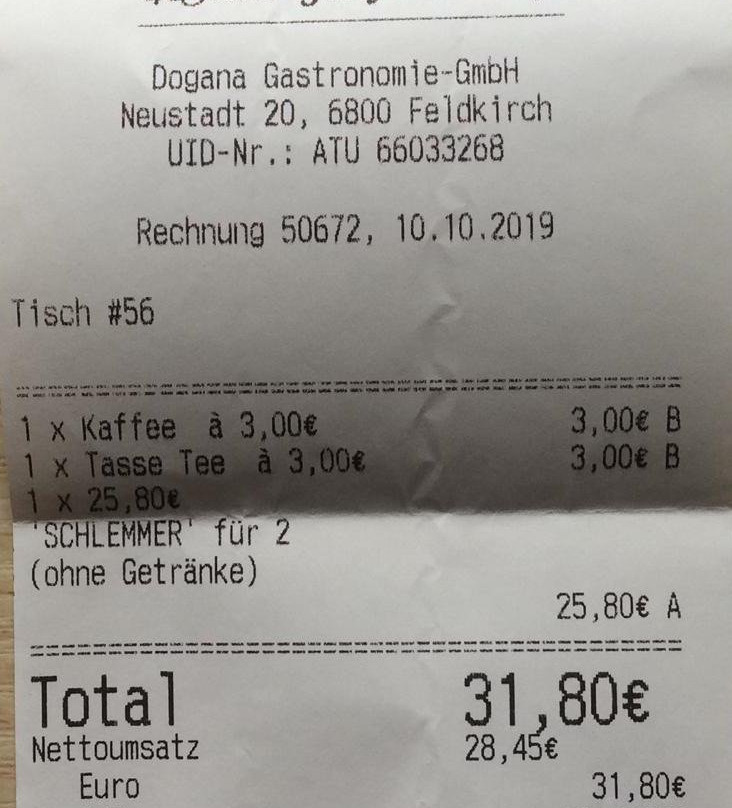 Dogana Gastronomie-GmbH
Neustadt 20, 6800 Feldkirch
UID-Nr.: ATU 66033268
Rechnung 50672, 10.10.2019
Tisch #56
1 x Kaffee à 3,00€ 3,00€ B
1 x Tasse Tee à 3,00€ 3,00€ B
1 x 25,80€
'SCHLEMMER' für 2
(ohne Getränke)
25,80€ A
Total 31,80€
Nettoumsatz 28,45€
Euro 31,80€